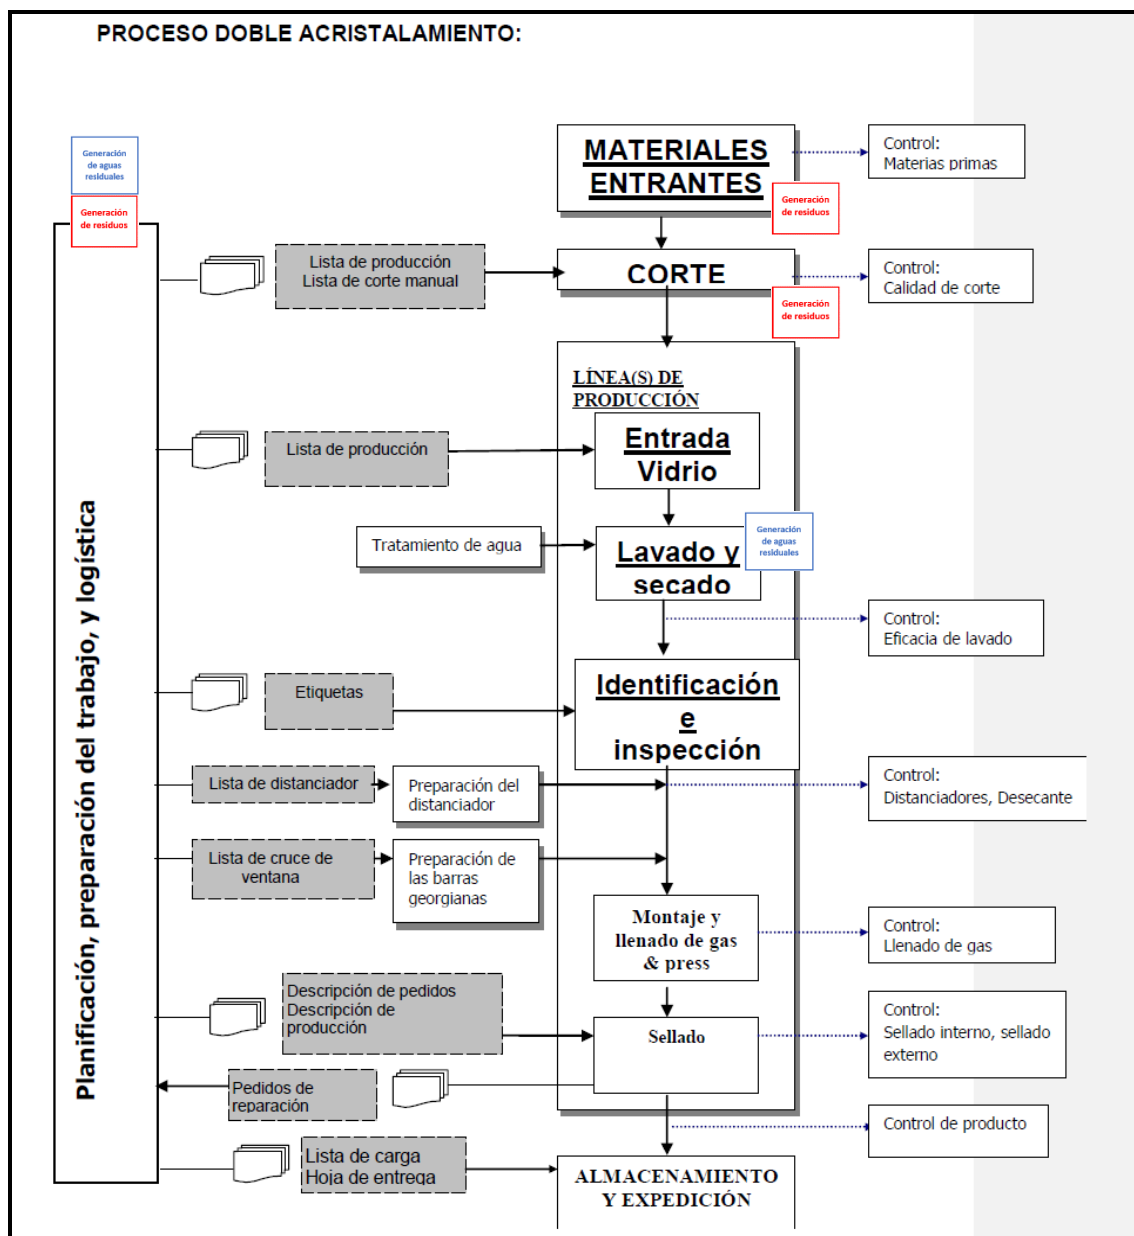 PROCESO DOBLE ACRISTALAMIENTO:
Generación
de aguas
residuales
Generación
de residuos
Planificación, preparación del trabajo, y logística
MATERIALES
ENTRANTES
Generación
de residuos
Control:
Materias primas
Lista de producción
Lista de corte manual
CORTE
Generación
de residuos
Control:
Calidad de corte
LÍNEA(S) DE
PRODUCCIÓN
Lista de producción
Entrada
Vidrio
Tratamiento de agua
Lavado y
secado
Generación
de aguas
residuales
Control:
Eficacia de lavado
Etiquetas
Identificación
e
inspección
Lista de distanciador
Preparación del
distanciador
Control:
Distanciadores, Desecante
Lista de cruce de
ventana
Preparación de
las barras
georgianas
Montaje y
llenado de gas
& press
Control:
Llenado de gas
Descripción de pedidos
Descripción de
producción
Sellado
Control:
Sellado interno, sellado
externo
Pedidos de
reparación
Control de producto
Lista de carga
Hoja de entrega
ALMACENAMIENTO
Y EXPEDICIÓN